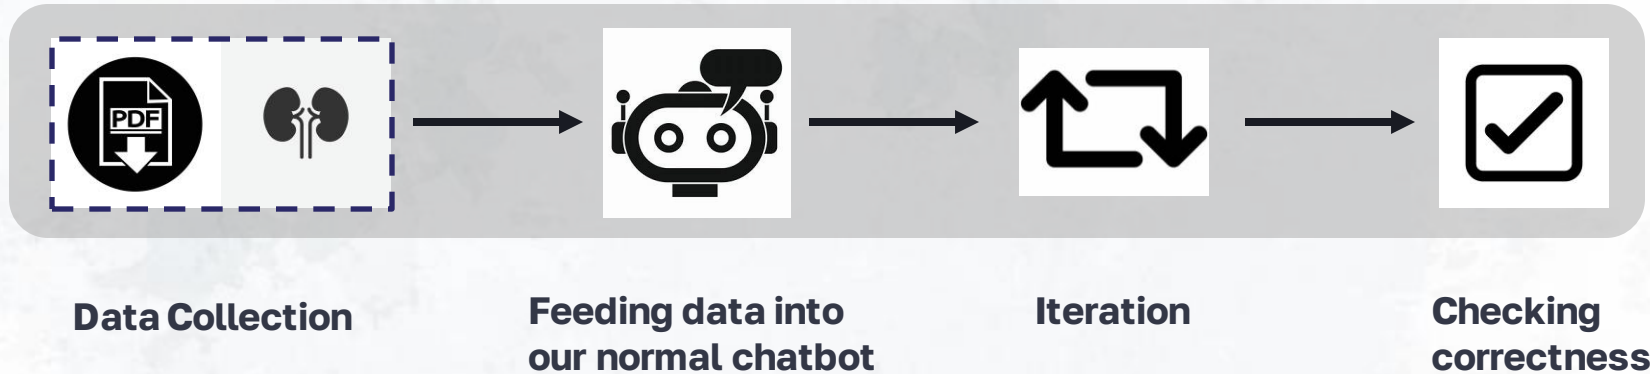 PDF
Data Collection
Feeding data into
our normal chatbot
Iteration
Checking
correctness